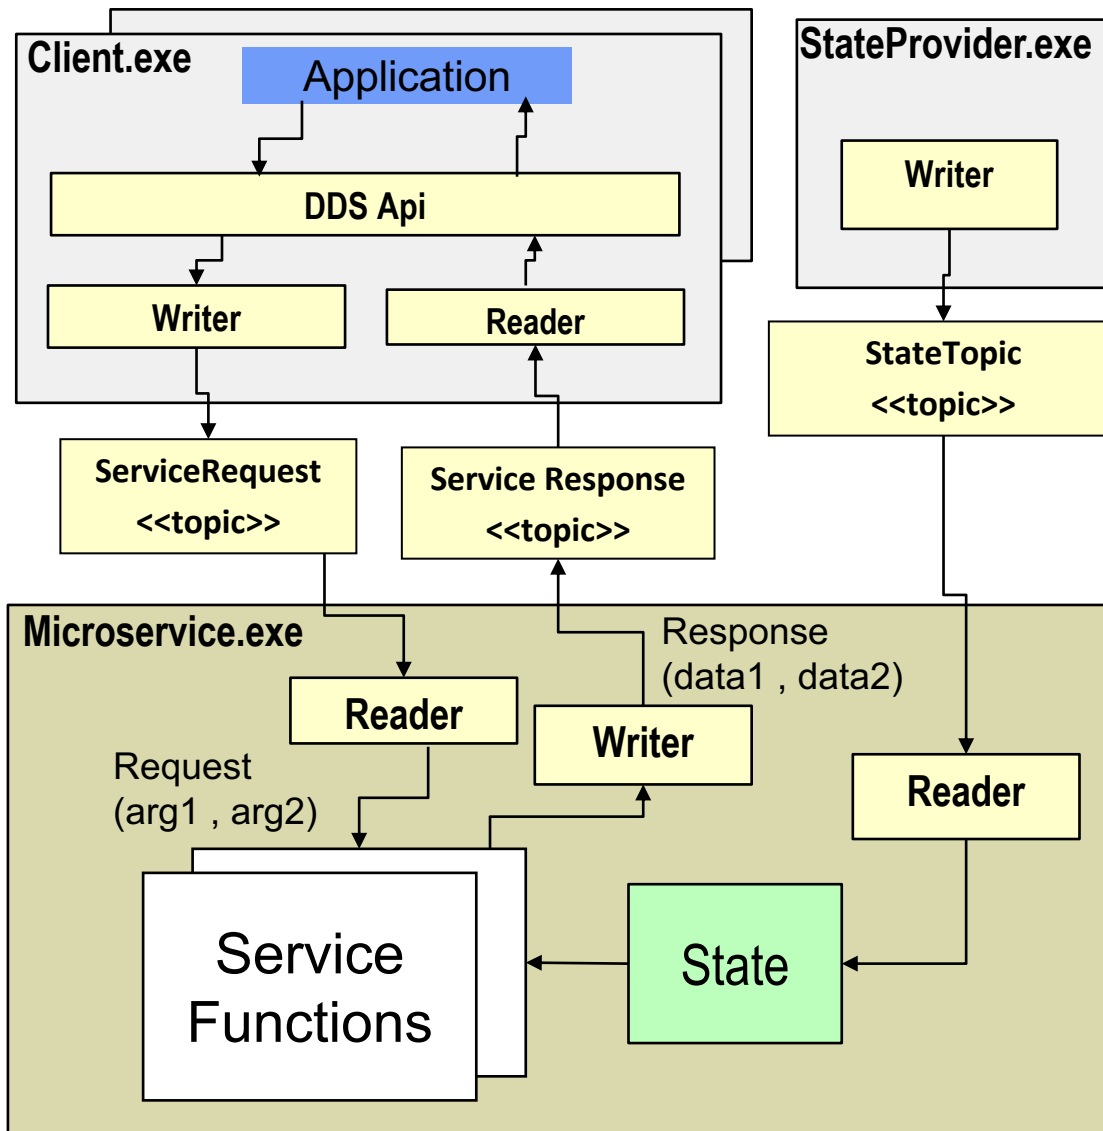 Client.exe
Application
DDS Api
Writer
Reader
StateProvider.exe
Writer
StateTopic
<<topic>>
ServiceRequest
<<topic>>
Service Response
<<topic>>
Microservice.exe
Response
(data1 , data2)
Reader
Writer
Reader
Request
(arg1 , arg2)
Service
Functions
State